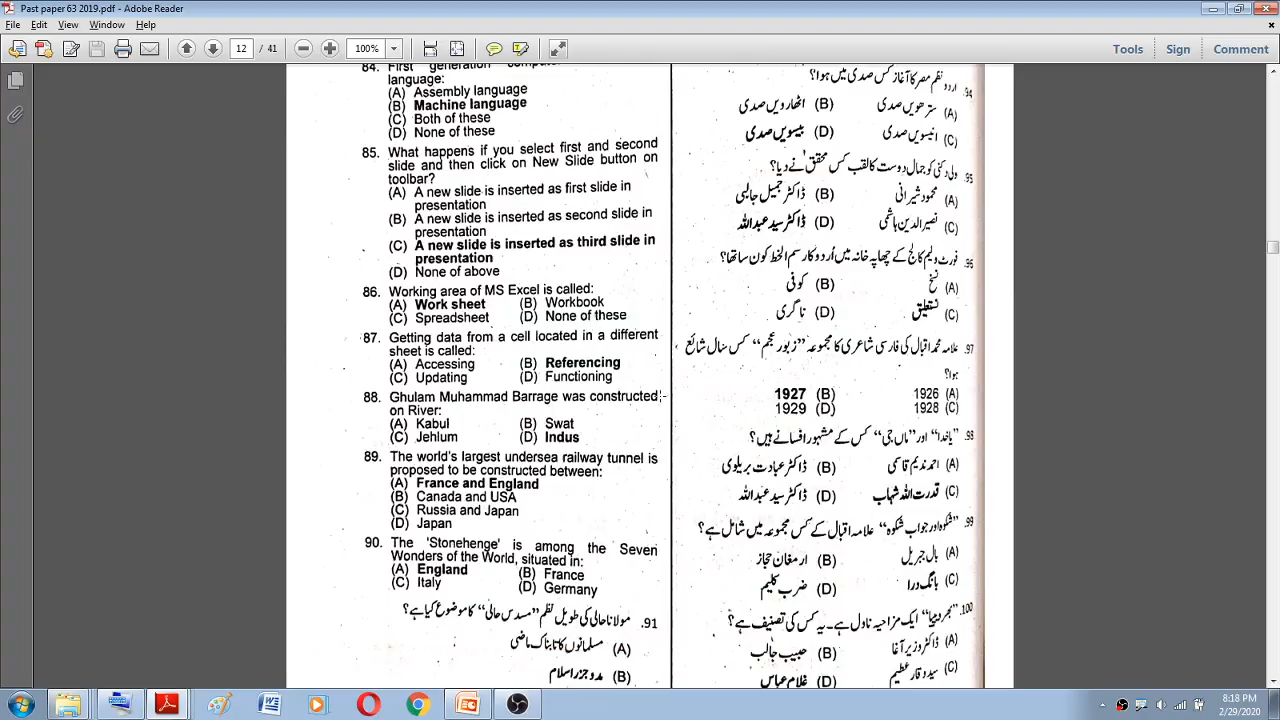 Past paper 63 2019.pdf - Adobe Reader
File Edit View Window Help
12 / 41 100% Tools Sign Comment
84. First generation
language:
(A) Assembly language
(B) Machine language
(C) Both of these
(D) None of these
85. What happens if you select first and second
slide and then click on New Slide button on
toolbar?
(A) A new slide is inserted as first slide in
presentation
(B) A new slide is inserted as second slide in
presentation
(C) A new slide is inserted as third slide in
presentation
(D) None of above
86. Working area of MS Excel is called:
(A) Work sheet (B) Workbook
(C) Spreadsheet (D) None of these
87. Getting data from a cell located in a different
sheet is called:
(A) Accessing (B) Referencing
(C) Updating (D) Functioning
88. Ghulam Muhammad Barrage was constructed
on River:
(A) Kabul (B) Swat
(C) Jehlum (D) Indus
89. The world's largest undersea railway tunnel is
proposed to be constructed between:
(A) France and England
(B) Canada and USA
(C) Russia and Japan
(D) Japan
90. The 'Stonehenge' is among the Seven
Wonders of the World, situated in:
(A) England (B) France
(C) Italy (D) Germany
91. مولانا حالی کی طویل نظم ”مسدس حالی“ کا موضوع کیا ہے؟
(A) مسلمانوں کا تابناک ماضی
(B) مدوجزر اسلام
94. اردو نظم معر کا آغاز کس صدی میں ہوا؟
(A) سترھویں صدی (B) اٹھارویں صدی
(C) انیسویں صدی (D) بیسویں صدی
95. ولی دکنی کو جمال دوست کا لقب کس محقق نے دیا؟
(A) محمود شیرانی (B) ڈاکٹر جمیل جالبی
(C) نصیر الدین ہاشمی (D) ڈاکٹر سید عبداللہ
96. فورٹ ولیم کالج کے چھاپہ خانہ میں اُردو کا رسم الخط کون سا تھا؟
(A) نسخ (B) کوفی
(C) نستعلیق (D) ناگری
97. علامہ محمد اقبال کی فارسی شاعری کا مجموعہ ”زبور عجم“ کس سال شائع
ہوا؟
(A) 1926 (B) 1927
(C) 1928 (D) 1929
98. ”یا خدا“ اور ”ماں جی“ کس کے مشہور افسانے ہیں؟
(A) احمد ندیم قاسمی (B) ڈاکٹر عبادت بریلوی
(C) قدرت اللہ شہاب (D) ڈاکٹر سید عبداللہ
99. ”شکوہ اور جواب شکوہ“ علامہ اقبال کے کس مجموعہ میں شامل ہے؟
(A) بال جبریل (B) ارمغان حجاز
(C) بانگ درا (D) ضرب کلیم
100. ایک مزاحیہ ناول ہے۔ یہ کس کی تصنیف ہے؟
(A) ڈاکٹر وزیر آغا (B) حبیب جالب
(C) سید وقار عظیم (D) غلام عباس
8:18 PM
2/29/2020